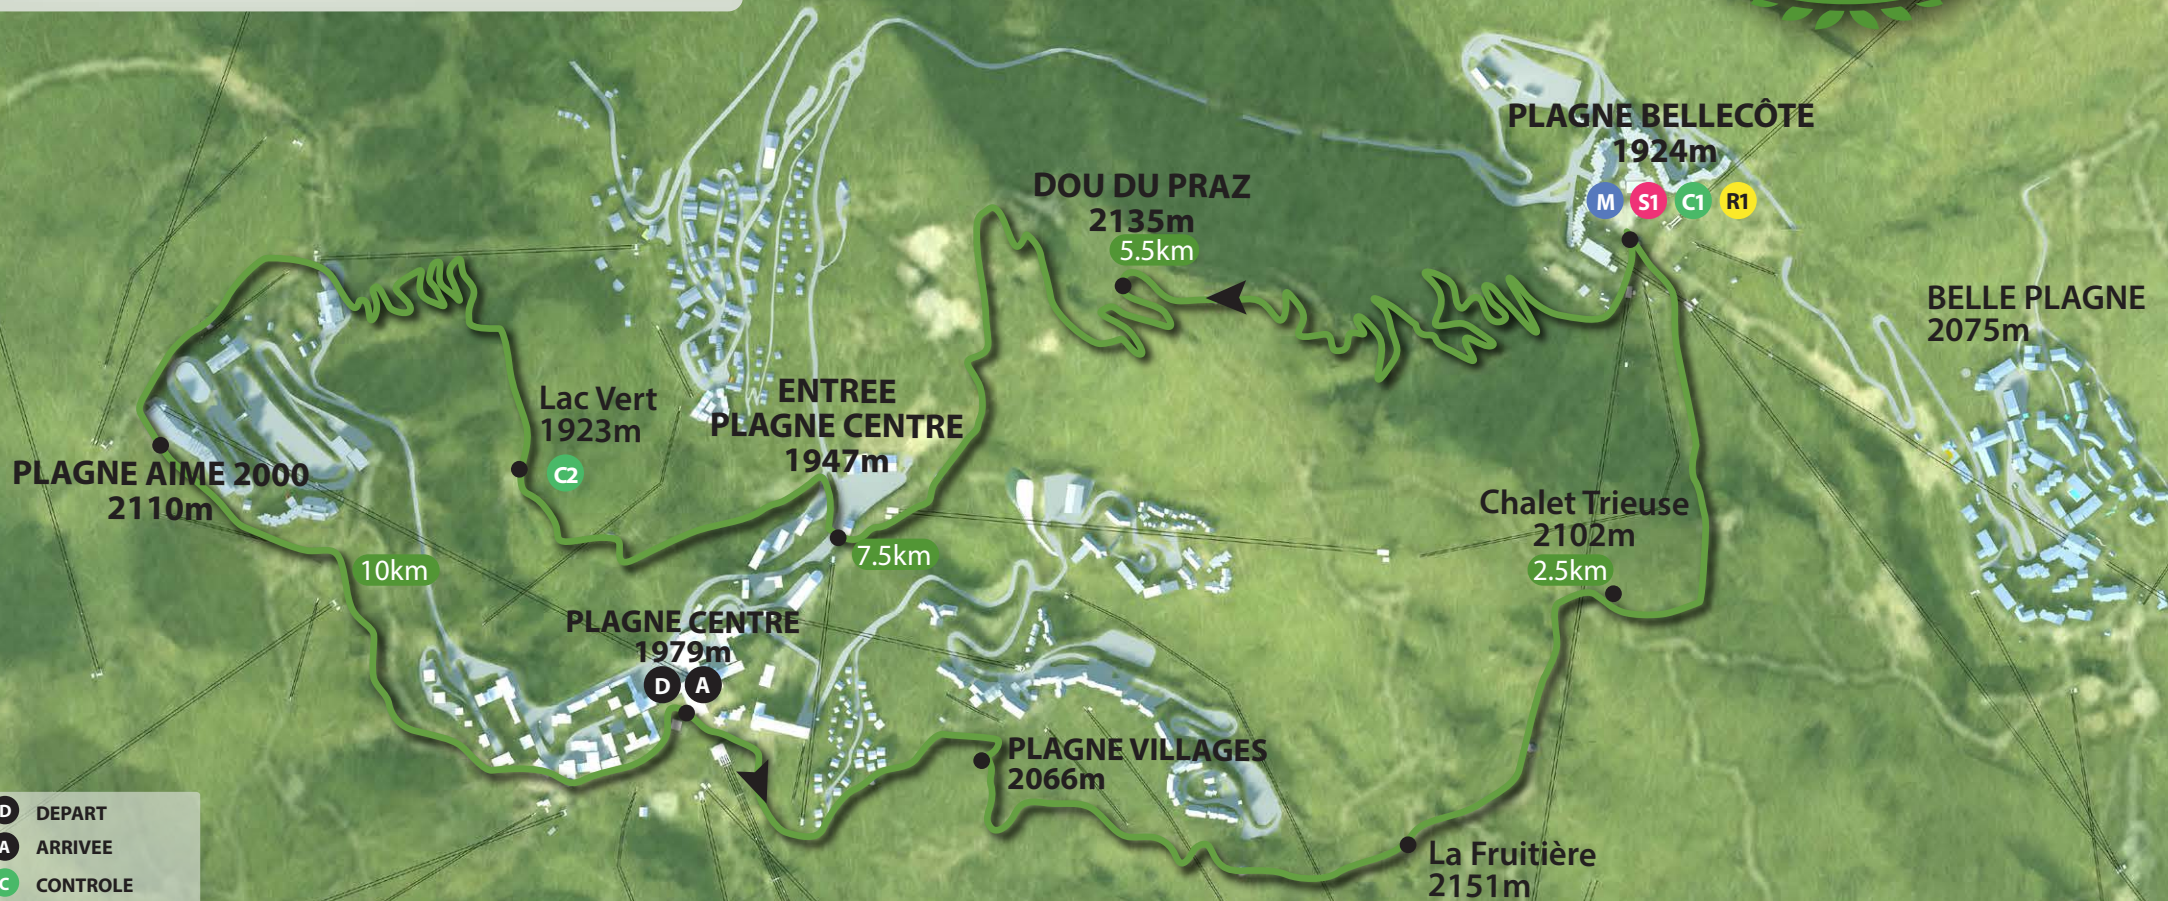 PLAGNE BELLECÔTE
1924m
M S1 C1 R1
DOU DU PRAZ
2135m
5.5km
BELLE PLAGNE
2075m
Lac Vert
1923m
C2
ENTREE
PLAGNE CENTRE
1947m
7.5km
PLAGNE AIME 2000
2110m
10km
Chalet Trieuse
2102m
2.5km
PLAGNE CENTRE
1979m
D A
PLAGNE VILLAGES
2066m
La Fruitière
2151m
D DEPART
A ARRIVEE
C CONTROLE